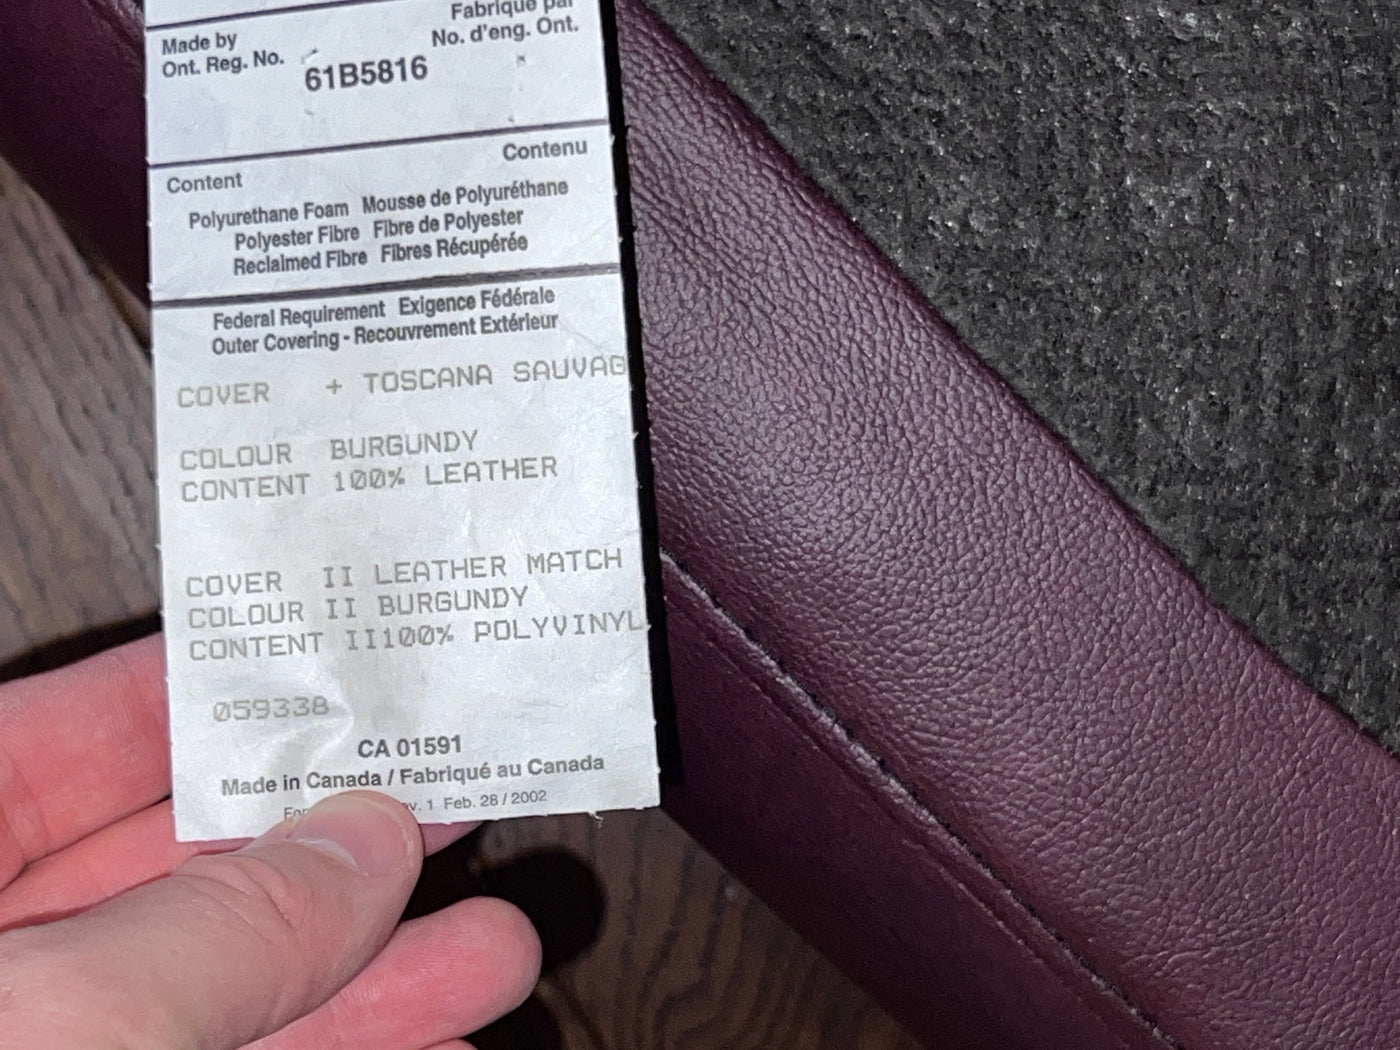 Fabriqué par
Made by
No. d'eng. Ont.
Ont. Reg. No.
61B5816
Contenu
Content
Polyurethane Foam Mousse de Polyuréthane
Polyester Fibre Fibre de Polyester
Reclaimed Fibre Fibres Récupérée
Federal Requirement Exigence Fédérale
Outer Covering - Recouvrement Extérieur
COVER + TOSCANA SAUVAG
COLOUR BURGUNDY
CONTENT 100% LEATHER
COVER II LEATHER MATCH
COLOUR II BURGUNDY
CONTENT II100% POLYVINYL
059338
CA 01591
Made in Canada / Fabriqué au Canada
1 Feb. 28 / 2002